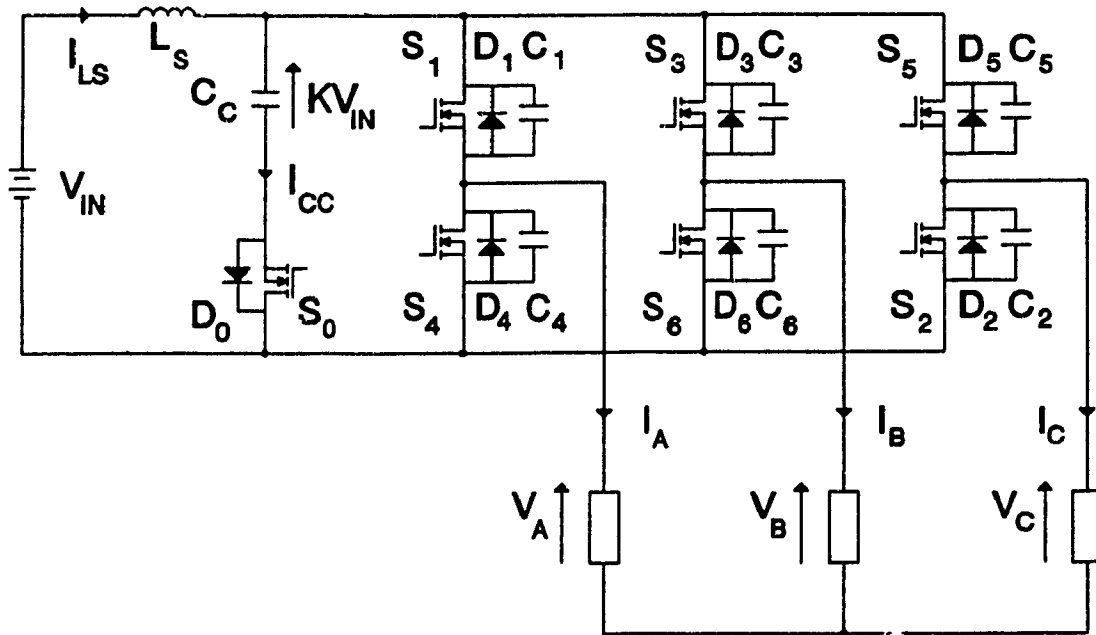 I_LS
L_S
C_C
KV_IN
I_CC
V_IN
D_0
S_0
S_1
D_1 C_1
S_3
D_3 C_3
S_5
D_5 C_5
S_4
D_4 C_4
S_6
D_6 C_6
S_2
D_2 C_2
I_A
I_B
I_C
V_A
V_B
V_C